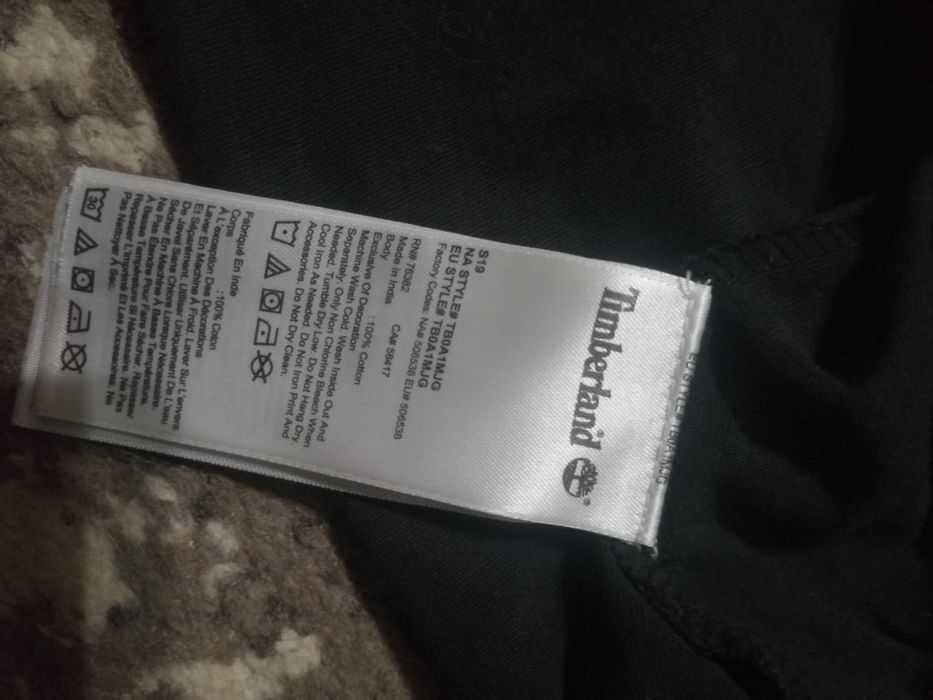 Timberland ®
S19
NA STYLE# TB0A1MJG
EU STYLE# TB0A1MJG
Factory Codes: NA# 506538 EU# 506538
RN# 76382 CA# 58417
Made In India
Body :100% Cotton
Exclusive Of Decoration
Machine Wash Cold. Wash Inside Out And
Separately. Only Non Chlorine Bleach When
Needed. Tumble Dry Low. Do Not Hang Dry.
Cool Iron As Needed. Do Not Iron Print And
Accessories. Do Not Dry Clean.
Fabriqué En Inde
Corps :100% Coton
À L'exception Des Décorations
Laver En Machine À Froid. Laver Sur L'envers
Et Séparément. Utiliser Uniquement De L'eau
De Javel Sans Chlore Lorsque Nécessaire.
Sécher En Machine À Basse Température.
Ne Pas Étendre Pour Faire Sécher. Repasser
À Basse Température Si Nécessaire. Ne Pas
Repasser L'imprimé Et Les Accessoires. Ne
Pas Nettoyer À Sec.
30